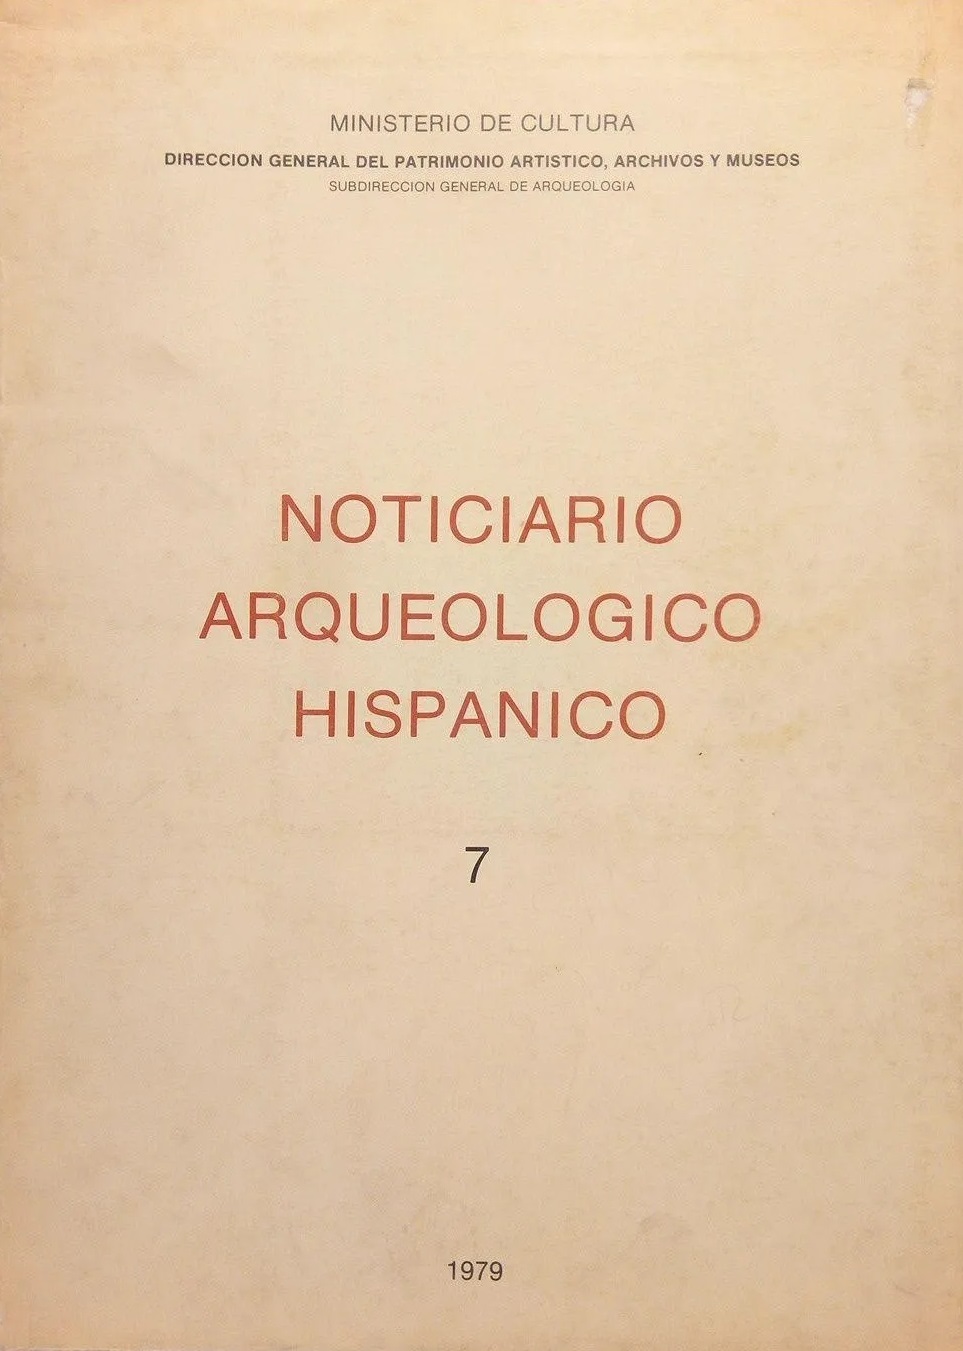 MINISTERIO DE CULTURA
DIRECCION GENERAL DEL PATRIMONIO ARTISTICO, ARCHIVOS Y MUSEOS
SUBDIRECCION GENERAL DE ARQUEOLOGIA
NOTICIARIO
ARQUEOLOGICO
HISPANICO
7
1979